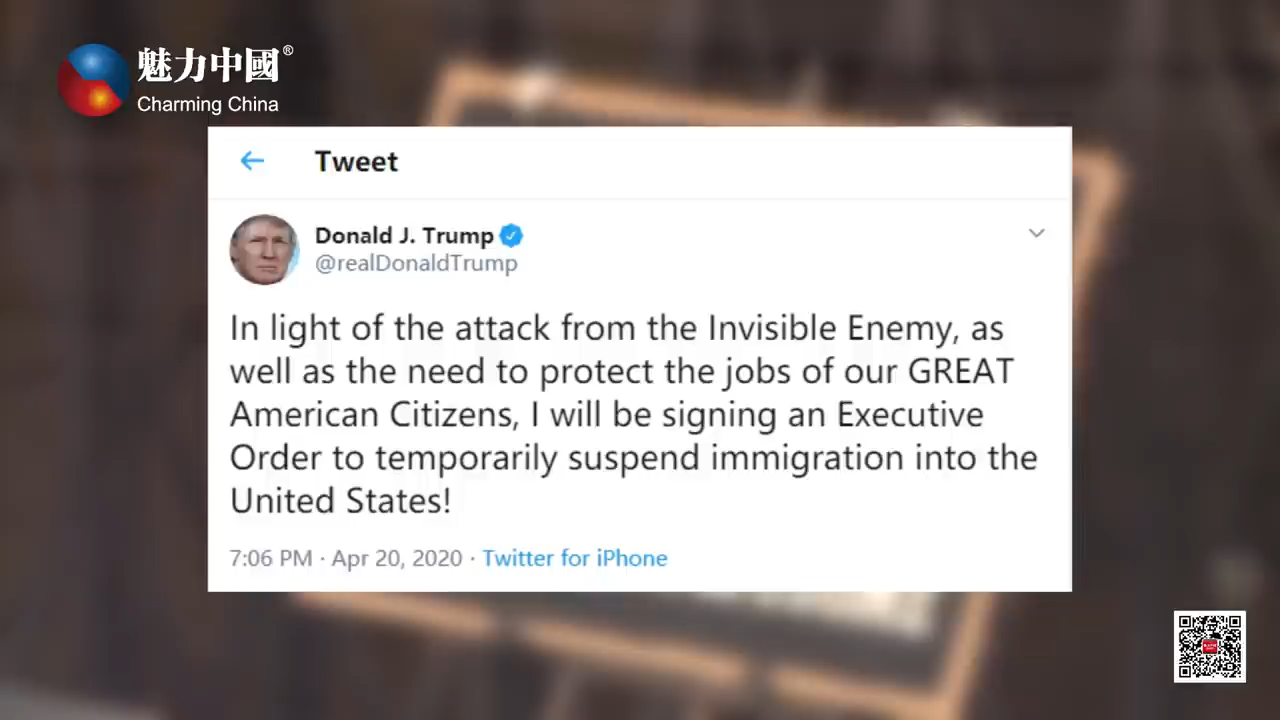 魅力中國®
Charming China
Tweet
Donald J. Trump
@realDonaldTrump
In light of the attack from the Invisible Enemy, as
well as the need to protect the jobs of our GREAT
American Citizens, I will be signing an Executive
Order to temporarily suspend immigration into the
United States!
7:06 PM · Apr 20, 2020 · Twitter for iPhone